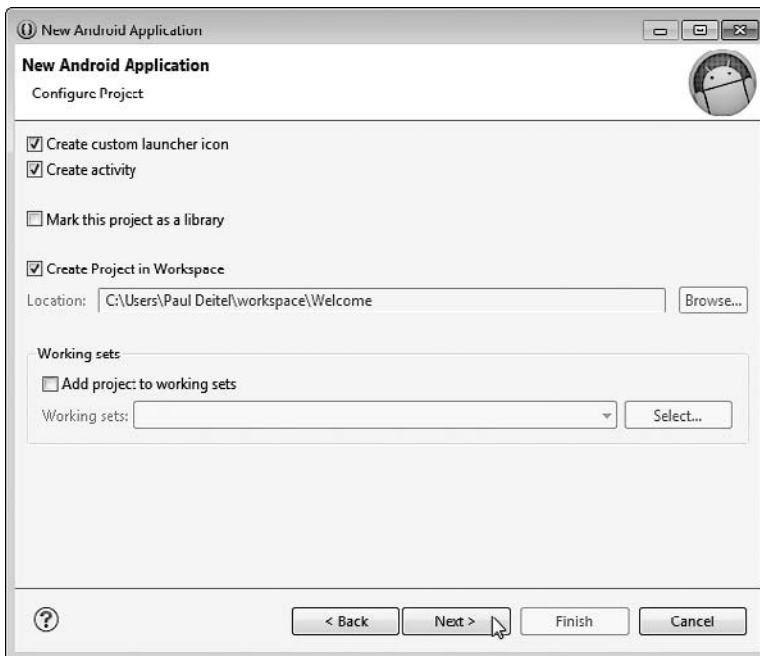 New Android Application
New Android Application
Configure Project
Create custom launcher icon
Create activity
Mark this project as a library
Create Project in Workspace
Location: C:\Users\Paul Deitel\workspace\Welcome Browse...
Working sets
Add project to working sets
Working sets: Select...
? < Back Next > Finish Cancel